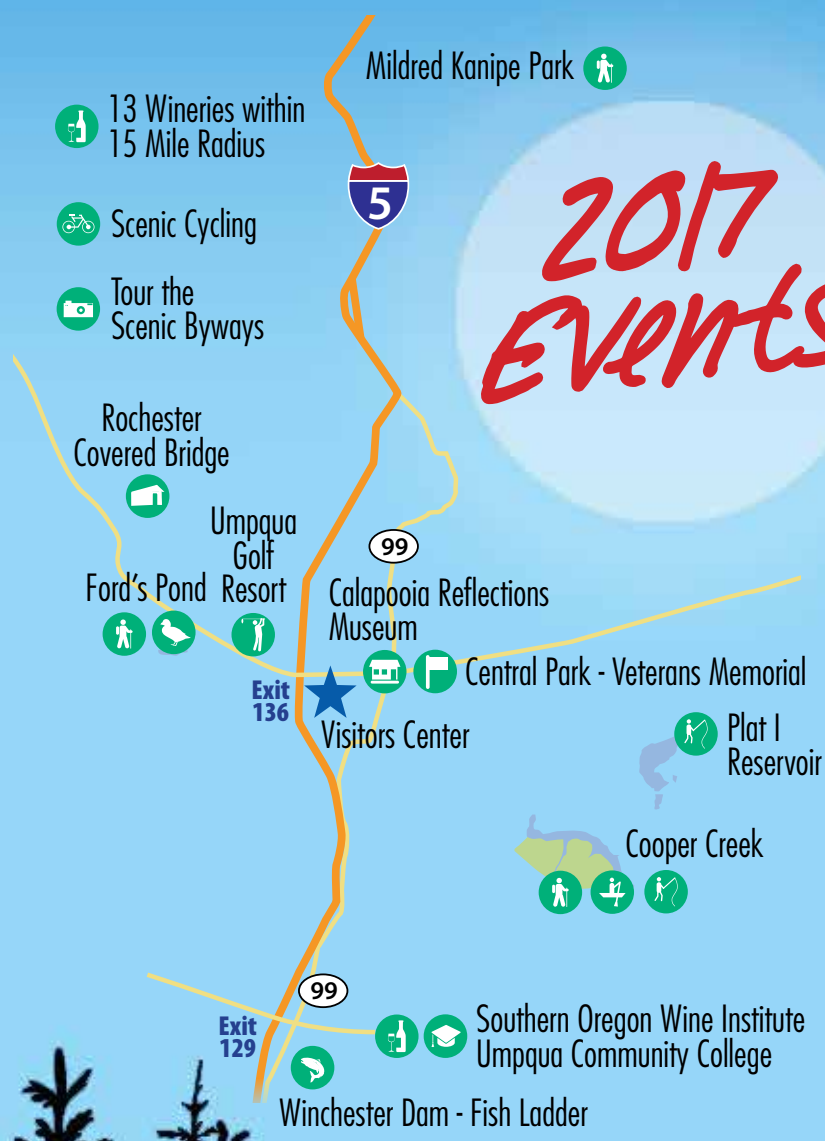 Mildred Kanipe Park
13 Wineries within
15 Mile Radius
5
2017
Events
Scenic Cycling
Tour the
Scenic Byways
Rochester
Covered Bridge
Umpqua
Golf
Resort
99
Ford's Pond
Calapooia Reflections
Museum
Central Park - Veterans Memorial
Exit
136
Visitors Center
Plat I
Reservoir
Cooper Creek
99
Exit
129
Southern Oregon Wine Institute
Umpqua Community College
Winchester Dam - Fish Ladder